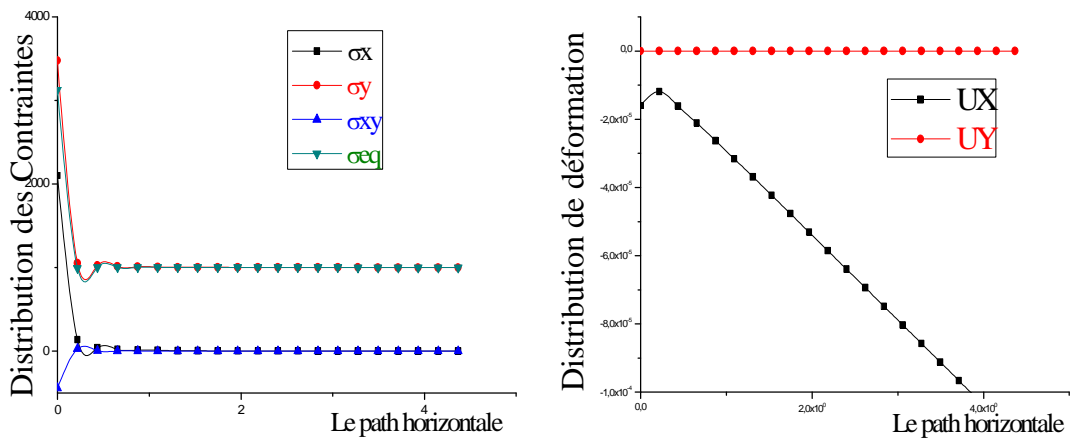 Distribution des Contraintes
4000
2000
0
σx
σy
σxy
σeq
0
2
4
Le path horizontale
Distribution de déformation
0,0
-2,0x10⁻⁵
-4,0x10⁻⁵
-6,0x10⁻⁵
-8,0x10⁻⁵
-1,0x10⁻⁴
UX
UY
0,0
2,0x10⁰
4,0x10⁰
Le path horizontale